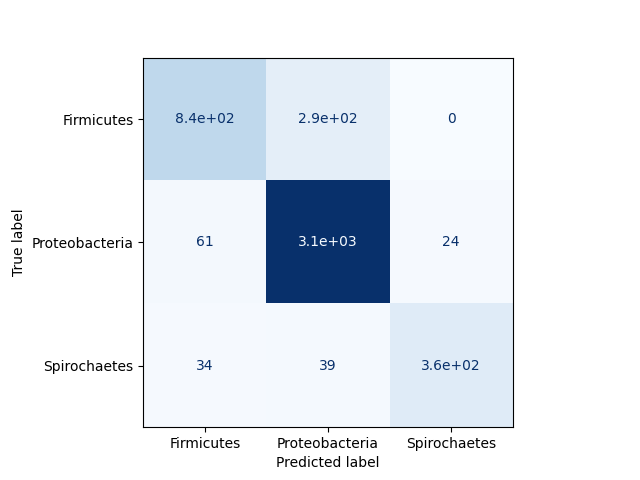 True label
Firmicutes 8.4e+02 2.9e+02 0
Proteobacteria 61 3.1e+03 24
Spirochaetes 34 39 3.6e+02
Firmicutes Proteobacteria Spirochaetes
Predicted label